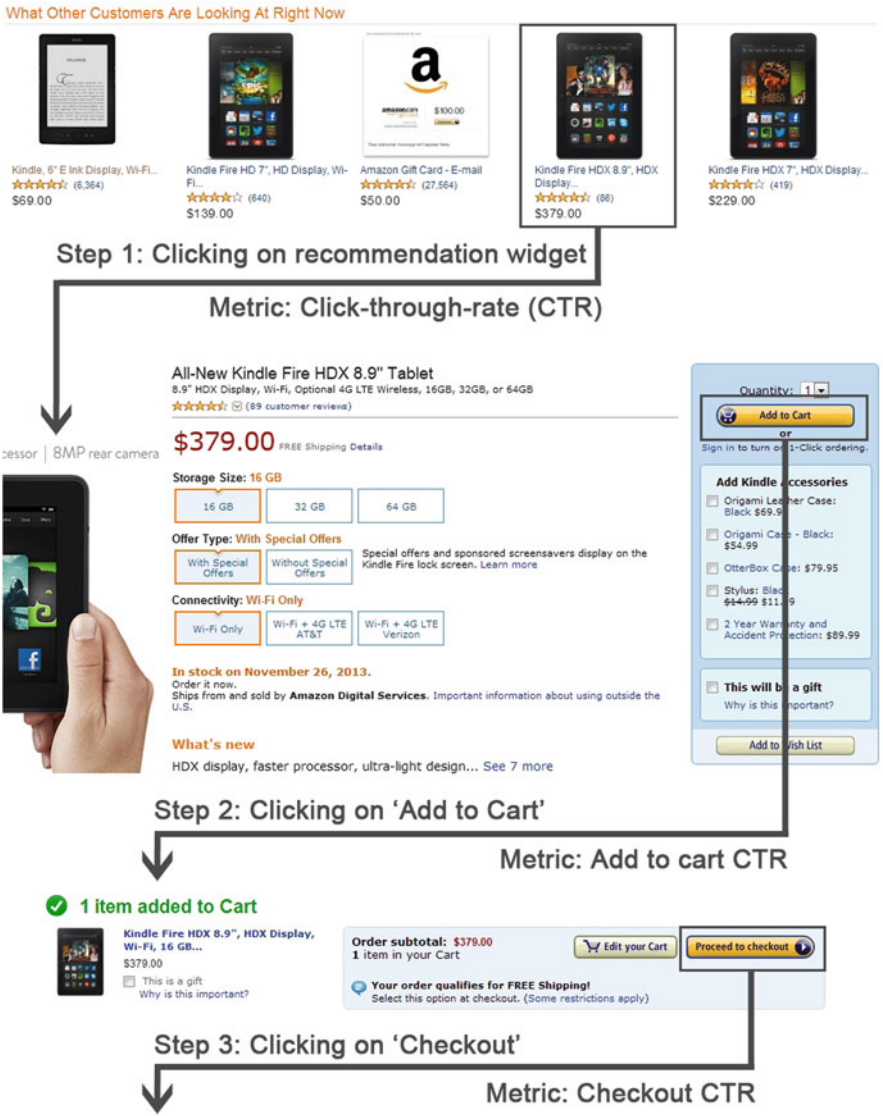 What Other Customers Are Looking At Right Now
a
amazon.com
$100.00
Kindle, 6" E Ink Display, Wi-Fi...
(6,364)
$69.00
Kindle Fire HD 7", HD Display, Wi-
Fi...
(640)
$139.00
Amazon Gift Card - E-mail
(27,564)
$50.00
Kindle Fire HDX 8.9", HDX
Display...
(86)
$379.00
Kindle Fire HDX 7", HDX Display...
(419)
$229.00
Step 1: Clicking on recommendation widget
Metric: Click-through-rate (CTR)
All-New Kindle Fire HDX 8.9" Tablet
8.9" HDX Display, Wi-Fi, Optional 4G LTE Wireless, 16GB, 32GB, or 64GB
(89 customer reviews)
cessor | 8MP rear camera
$379.00 FREE Shipping Details
Storage Size: 16 GB
16 GB 32 GB 64 GB
Offer Type: With Special Offers
With Special
Offers
Without Special
Offers
Special offers and sponsored screensavers display on the
Kindle Fire lock screen. Learn more
Connectivity: Wi-Fi Only
Wi-Fi Only
Wi-Fi + 4G LTE
AT&T
Wi-Fi + 4G LTE
Verizon
In stock on November 26, 2013.
Order it now.
Ships from and sold by Amazon Digital Services. Important information about using outside the
U.S.
What's new
HDX display, faster processor, ultra-light design... See 7 more
Quantity: 1
Add to Cart
or
Sign in to turn on 1-Click ordering.
Add Kindle Accessories
Origami Leather Case:
Black $69.9
Origami Case - Black:
$54.99
OtterBox Case: $79.95
Stylus: Black
$14.99 $11. 9
2 Year Warranty and
Accident Protection: $89.99
This will be a gift
Why is this important?
Add to Wish List
Step 2: Clicking on ‘Add to Cart’
Metric: Add to cart CTR
1 item added to Cart
Kindle Fire HDX 8.9", HDX Display,
Wi-Fi, 16 GB...
$379.00
This is a gift
Why is this important?
Order subtotal: $379.00
1 item in your Cart
Edit your Cart
Proceed to checkout
Your order qualifies for FREE Shipping!
Select this option at checkout. (Some restrictions apply)
Step 3: Clicking on ‘Checkout’
Metric: Checkout CTR